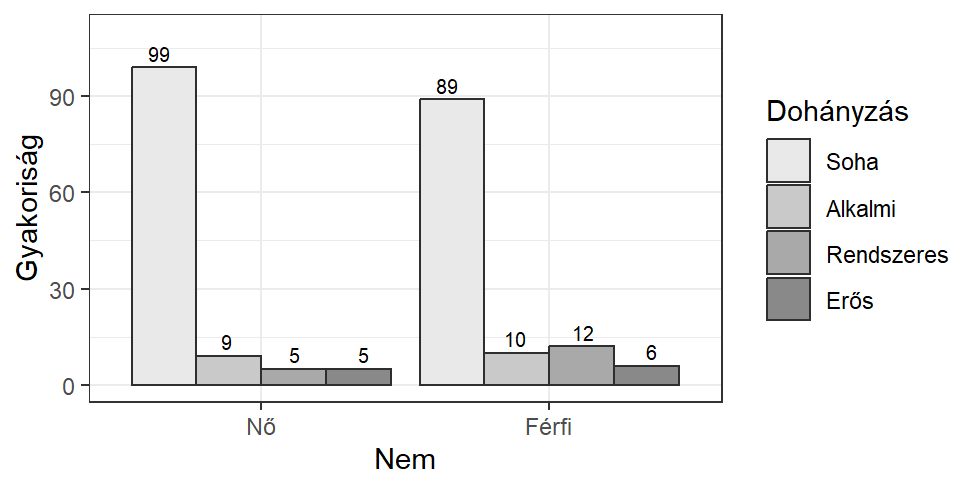 99
9
5
5
89
10
12
6
90
60
30
0
Gyakoriság
Nő
Férfi
Nem
Dohányzás
Soha
Alkalmi
Rendszeres
Erős